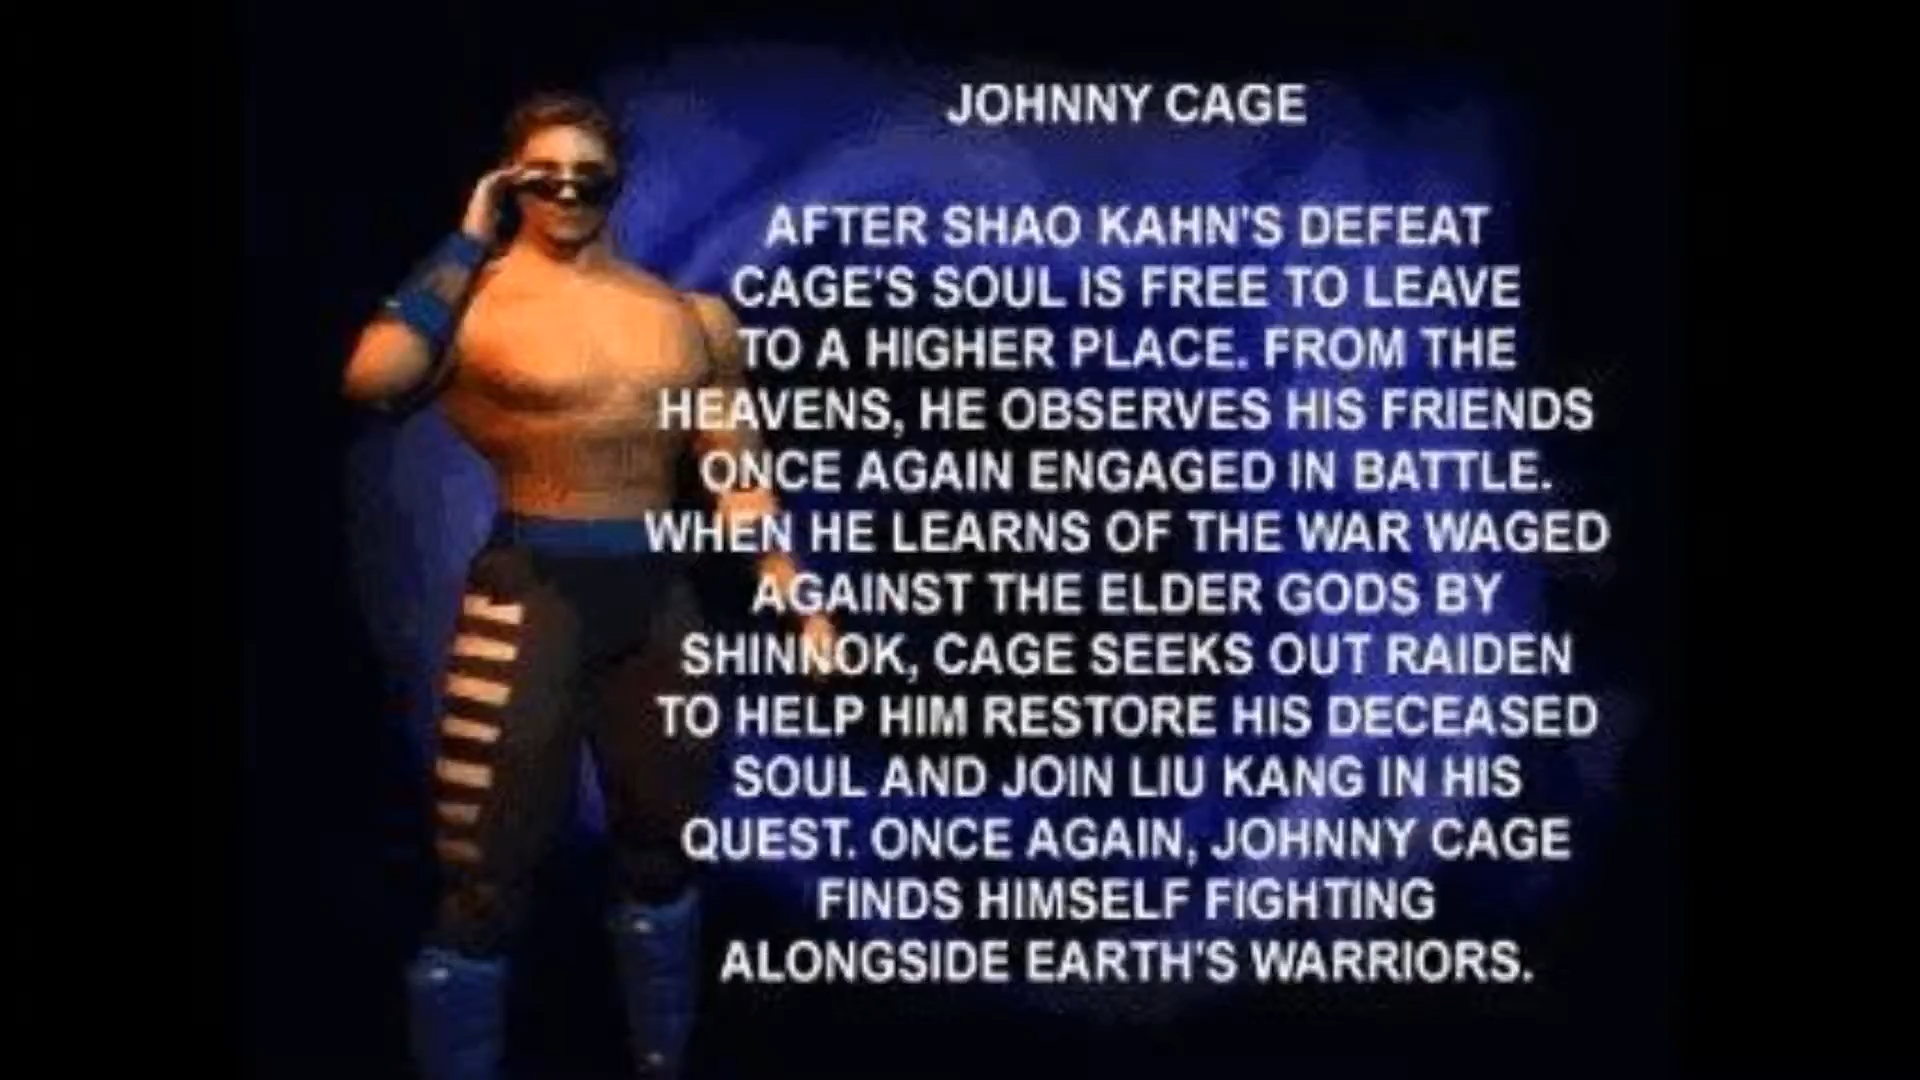 JOHNNY CAGE
AFTER SHAO KAHN'S DEFEAT
CAGE'S SOUL IS FREE TO LEAVE
TO A HIGHER PLACE. FROM THE
HEAVENS, HE OBSERVES HIS FRIENDS
ONCE AGAIN ENGAGED IN BATTLE.
WHEN HE LEARNS OF THE WAR WAGED
AGAINST THE ELDER GODS BY
SHINNOK, CAGE SEEKS OUT RAIDEN
TO HELP HIM RESTORE HIS DECEASED
SOUL AND JOIN LIU KANG IN HIS
QUEST. ONCE AGAIN, JOHNNY CAGE
FINDS HIMSELF FIGHTING
ALONGSIDE EARTH'S WARRIORS.